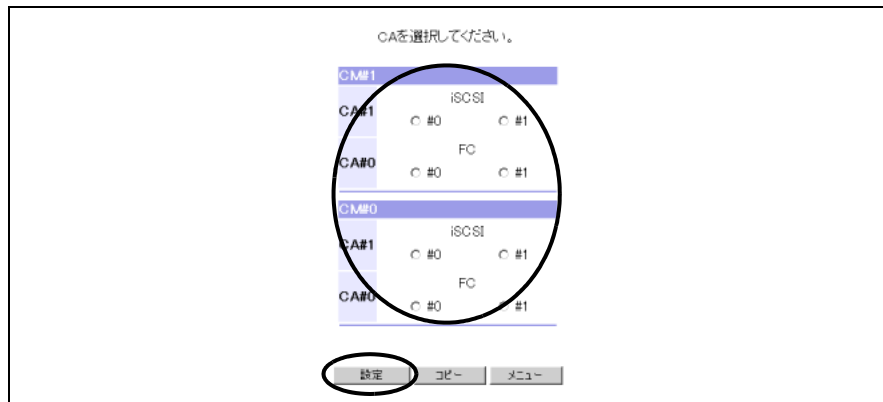 CAを選択してください。
CM#1
iSCSI
CA#1
○ #0 ○ #1
FC
CA#0
○ #0 ○ #1
CM#0
iSCSI
CA#1
○ #0 ○ #1
FC
CA#0
○ #0 ○ #1
設定 コピー メニュー